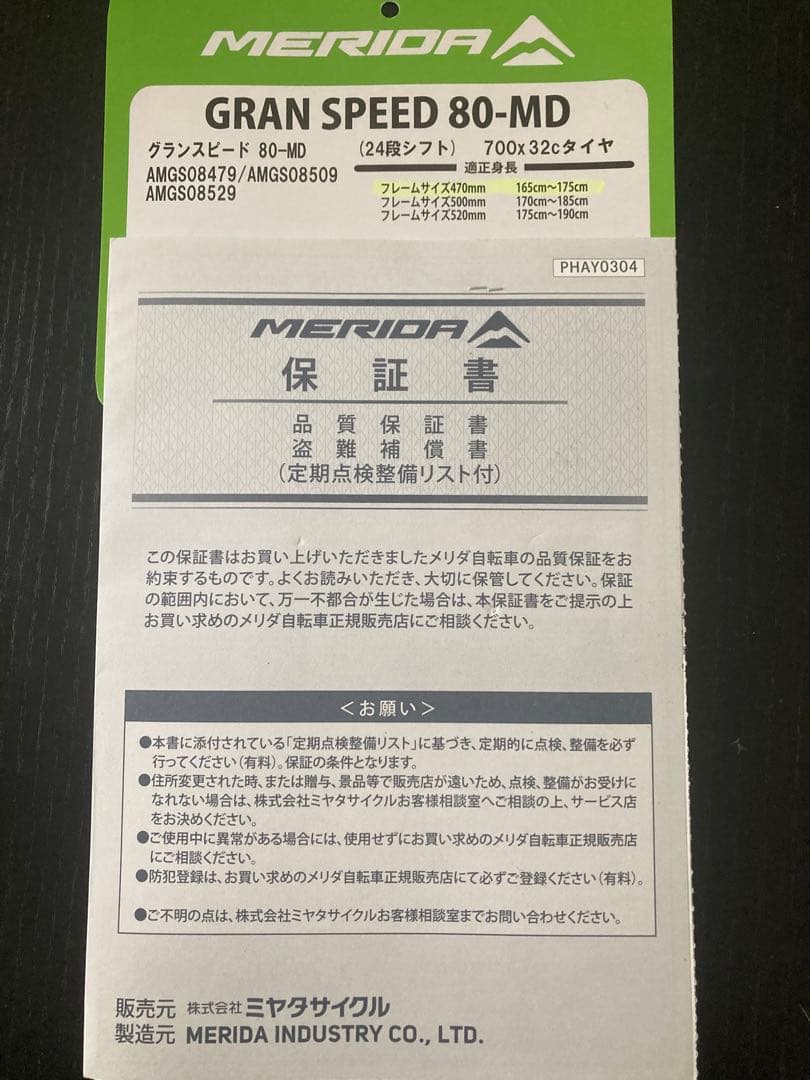 MERIDA
GRAN SPEED 80-MD
グランスピード 80-MD (24段シフト) 700x32cタイヤ
AMGS08479/AMGS08509
AMGS08529
適正身長
フレームサイズ470mm 165cm～175cm
フレームサイズ500mm 170cm～185cm
フレームサイズ520mm 175cm～190cm
PHAY0304
MERIDA
保証書
品質保証書
盗難補償書
(定期点検整備リスト付)
この保証書はお買い上げいただきましたメリダ自転車の品質保証をお
約束するものです。よくお読みいただき、大切に保管してください。保証
の範囲内において、万一不都合が生じた場合は、本保証書をご提示の上
お買い求めのメリダ自転車正規販売店にご相談ください。
＜お願い＞
●本書に添付されている「定期点検整備リスト」に基づき、定期的に点検、整備を必ず
行ってください(有料)。保証の条件となります。
●住所変更された時、または贈与、景品等で販売店が遠いため、点検、整備がお受けに
なれない場合は、株式会社ミヤタサイクルお客様相談室へご相談の上、サービス店
をお決めください。
●ご使用中に異常がある場合には、使用せずにお買い求めのメリダ自転車正規販売店
にご相談ください。
●防犯登録は、お買い求めのメリダ自転車正規販売店にて必ずご登録ください(有料)。
●ご不明の点は、株式会社ミヤタサイクルお客様相談室までお問い合わせください。
販売元 株式会社ミヤタサイクル
製造元 MERIDA INDUSTRY CO., LTD.